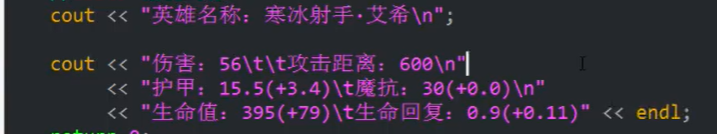 cout << "英雄名称：寒冰射手·艾希\n";
cout << "伤害：56\t\t攻击距离：600\n"
<< "护甲：15.5(+3.4)\t魔抗：30(+0.0)\n"
<< "生命值：395(+79)\t生命回复：0.9(+0.11)" << endl;